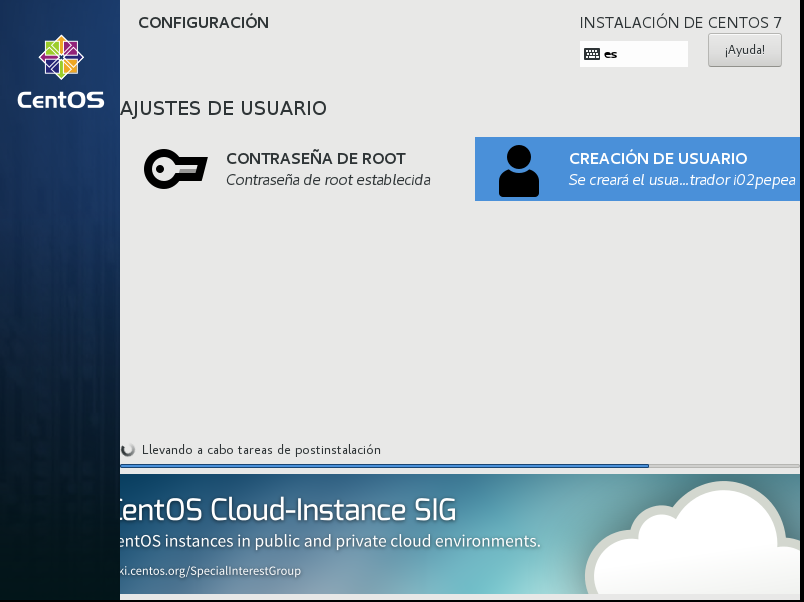 CentOS
CONFIGURACIÓN
INSTALACIÓN DE CENTOS 7
es
¡Ayuda!
AJUSTES DE USUARIO
CONTRASEÑA DE ROOT
Contraseña de root establecida
CREACIÓN DE USUARIO
Se creará el usua...trador i02pepea
Llevando a cabo tareas de postinstalación
CentOS Cloud-Instance SIG
entOS instances in public and private cloud environments.
ki.centos.org/SpecialInterestGroup